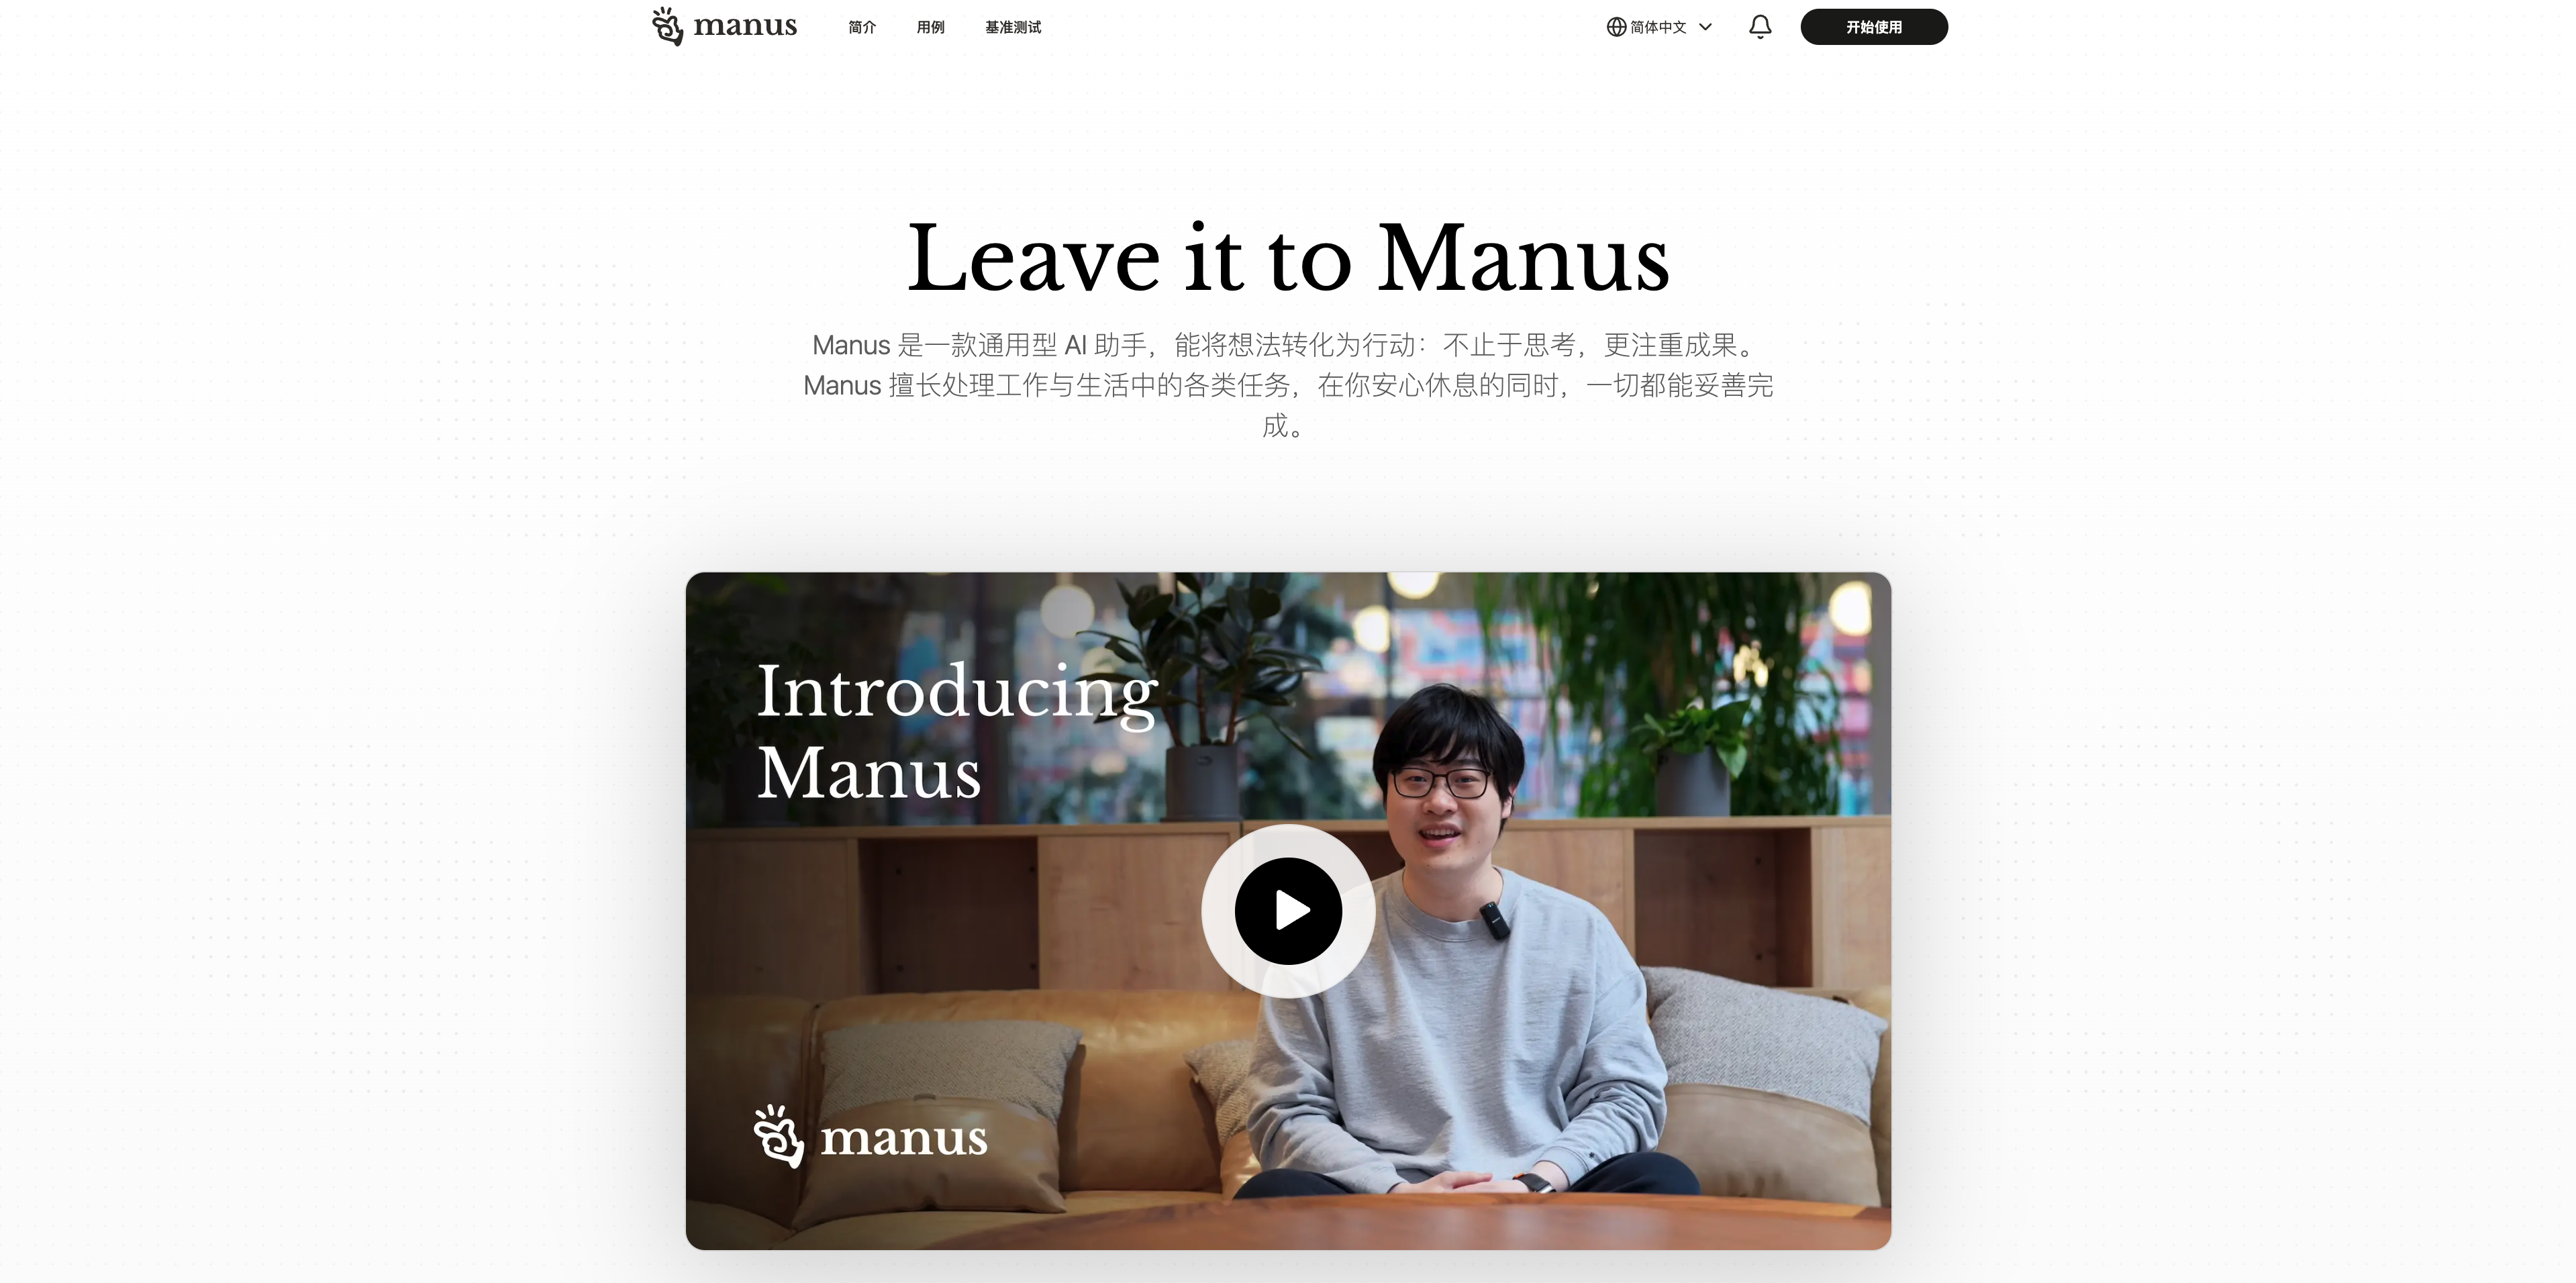 manus
简介
用例
基准测试
简体中文
开始使用
Leave it to Manus
Manus 是一款通用型 AI 助手，能将想法转化为行动：不止于思考，更注重成果。
Manus 擅长处理工作与生活中的各类任务，在你安心休息的同时，一切都能妥善完
成。
Introducing
Manus
manus